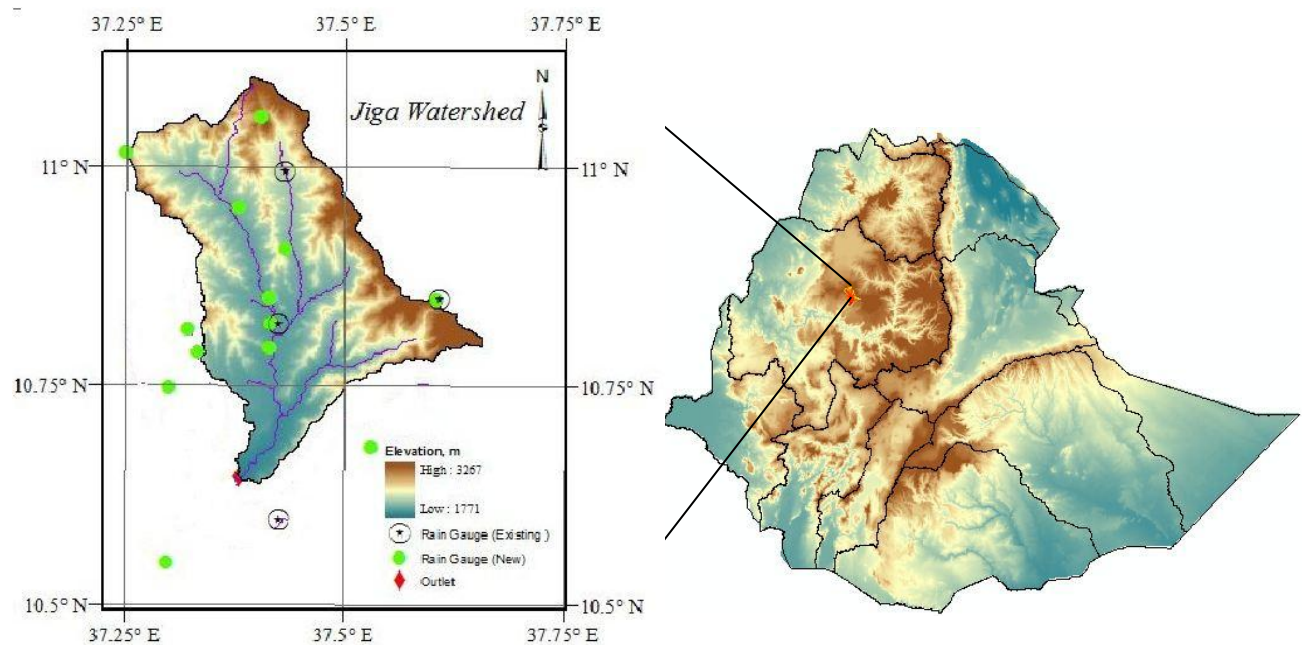 37.25° E 37.5° E 37.75° E
N
Jiga Watershed
11° N 11° N
10.75° N 10.75° N
Elevation, m
High : 3267
Low : 1771
Rain Gauge (Existing )
Rain Gauge (New)
Outlet
10.5° N 10.5° N
37.25° E 37.5° E 37.75° E